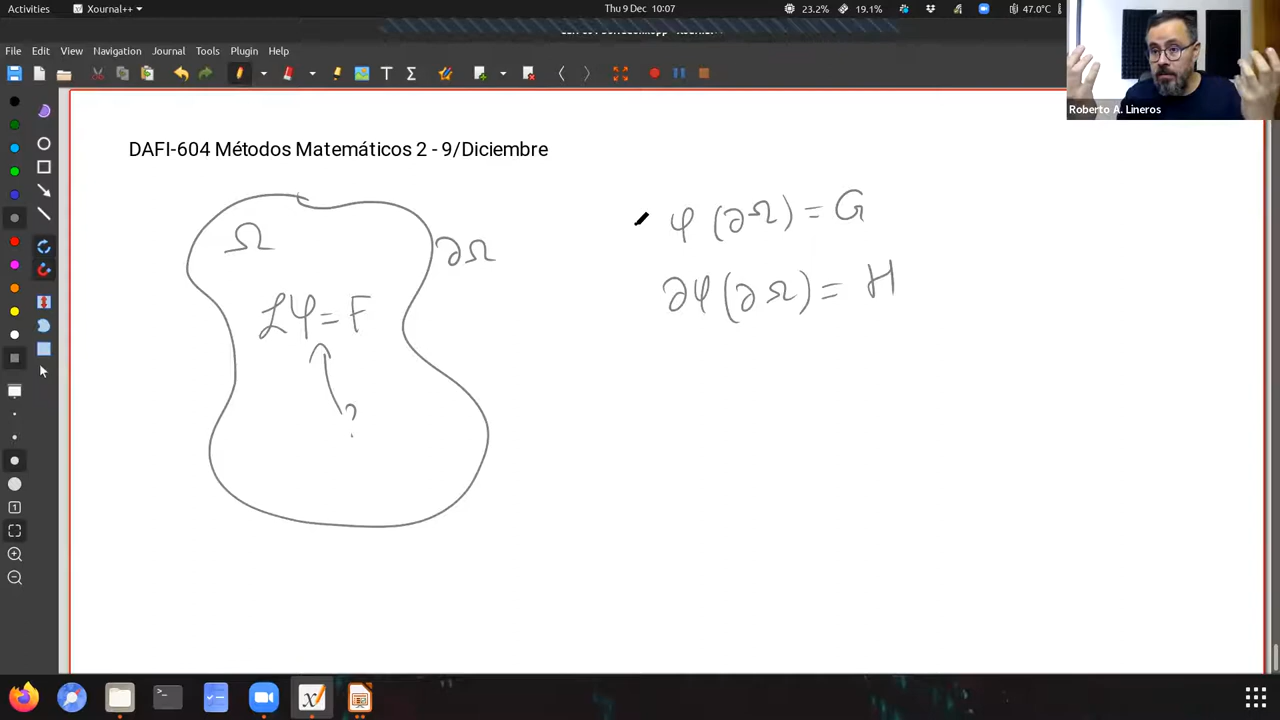 Activities
Xournal++
Thu 9 Dec 10:07
23.2%
19.1%
47.0°C
File Edit View Navigation Journal Tools Plugin Help
Roberto A. Lineros
DAFI-604 Métodos Matemáticos 2 - 9/Diciembre
Ω
∂Ω
ℒφ = F
?
φ(∂Ω) = G
∂φ(∂Ω) = H